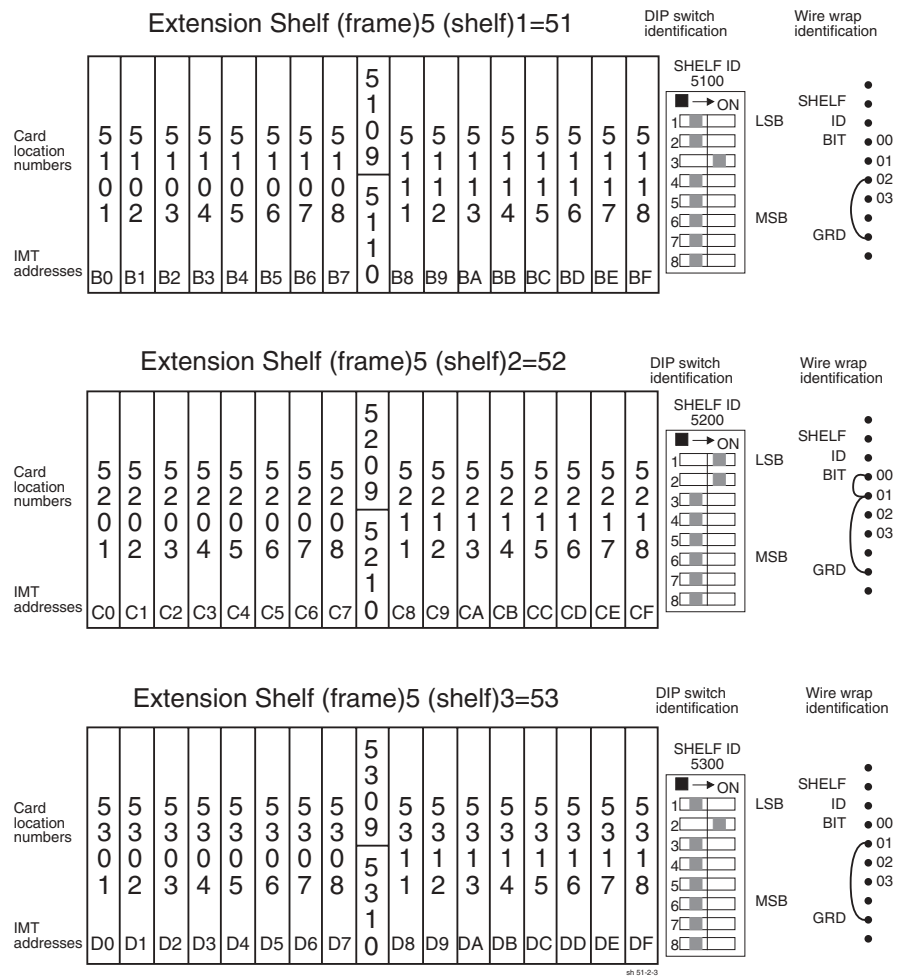 Extension Shelf (frame)5 (shelf)1=51
DIP switch
identification
Wire wrap
identification
SHELF ID
5100
ON
1
2
3
4
5
6
7
8
LSB
MSB
SHELF
ID
BIT
00
01
02
03
GRD
Card
location
numbers
5101 5102 5103 5104 5105 5106 5107 5108 5109 5110 5111 5112 5113 5114 5115 5116 5117 5118
IMT
addresses
B0 B1 B2 B3 B4 B5 B6 B7 B8 B9 BA BB BC BD BE BF
Extension Shelf (frame)5 (shelf)2=52
DIP switch
identification
Wire wrap
identification
SHELF ID
5200
ON
1
2
3
4
5
6
7
8
LSB
MSB
SHELF
ID
BIT
00
01
02
03
GRD
Card
location
numbers
5201 5202 5203 5204 5205 5206 5207 5208 5209 5210 5211 5212 5213 5214 5215 5216 5217 5218
IMT
addresses
C0 C1 C2 C3 C4 C5 C6 C7 C8 C9 CA CB CC CD CE CF
Extension Shelf (frame)5 (shelf)3=53
DIP switch
identification
Wire wrap
identification
SHELF ID
5300
ON
1
2
3
4
5
6
7
8
LSB
MSB
SHELF
ID
BIT
00
01
02
03
GRD
Card
location
numbers
5301 5302 5303 5304 5305 5306 5307 5308 5309 5310 5311 5312 5313 5314 5315 5316 5317 5318
IMT
addresses
D0 D1 D2 D3 D4 D5 D6 D7 D8 D9 DA DB DC DD DE DF
sh 51-2-3